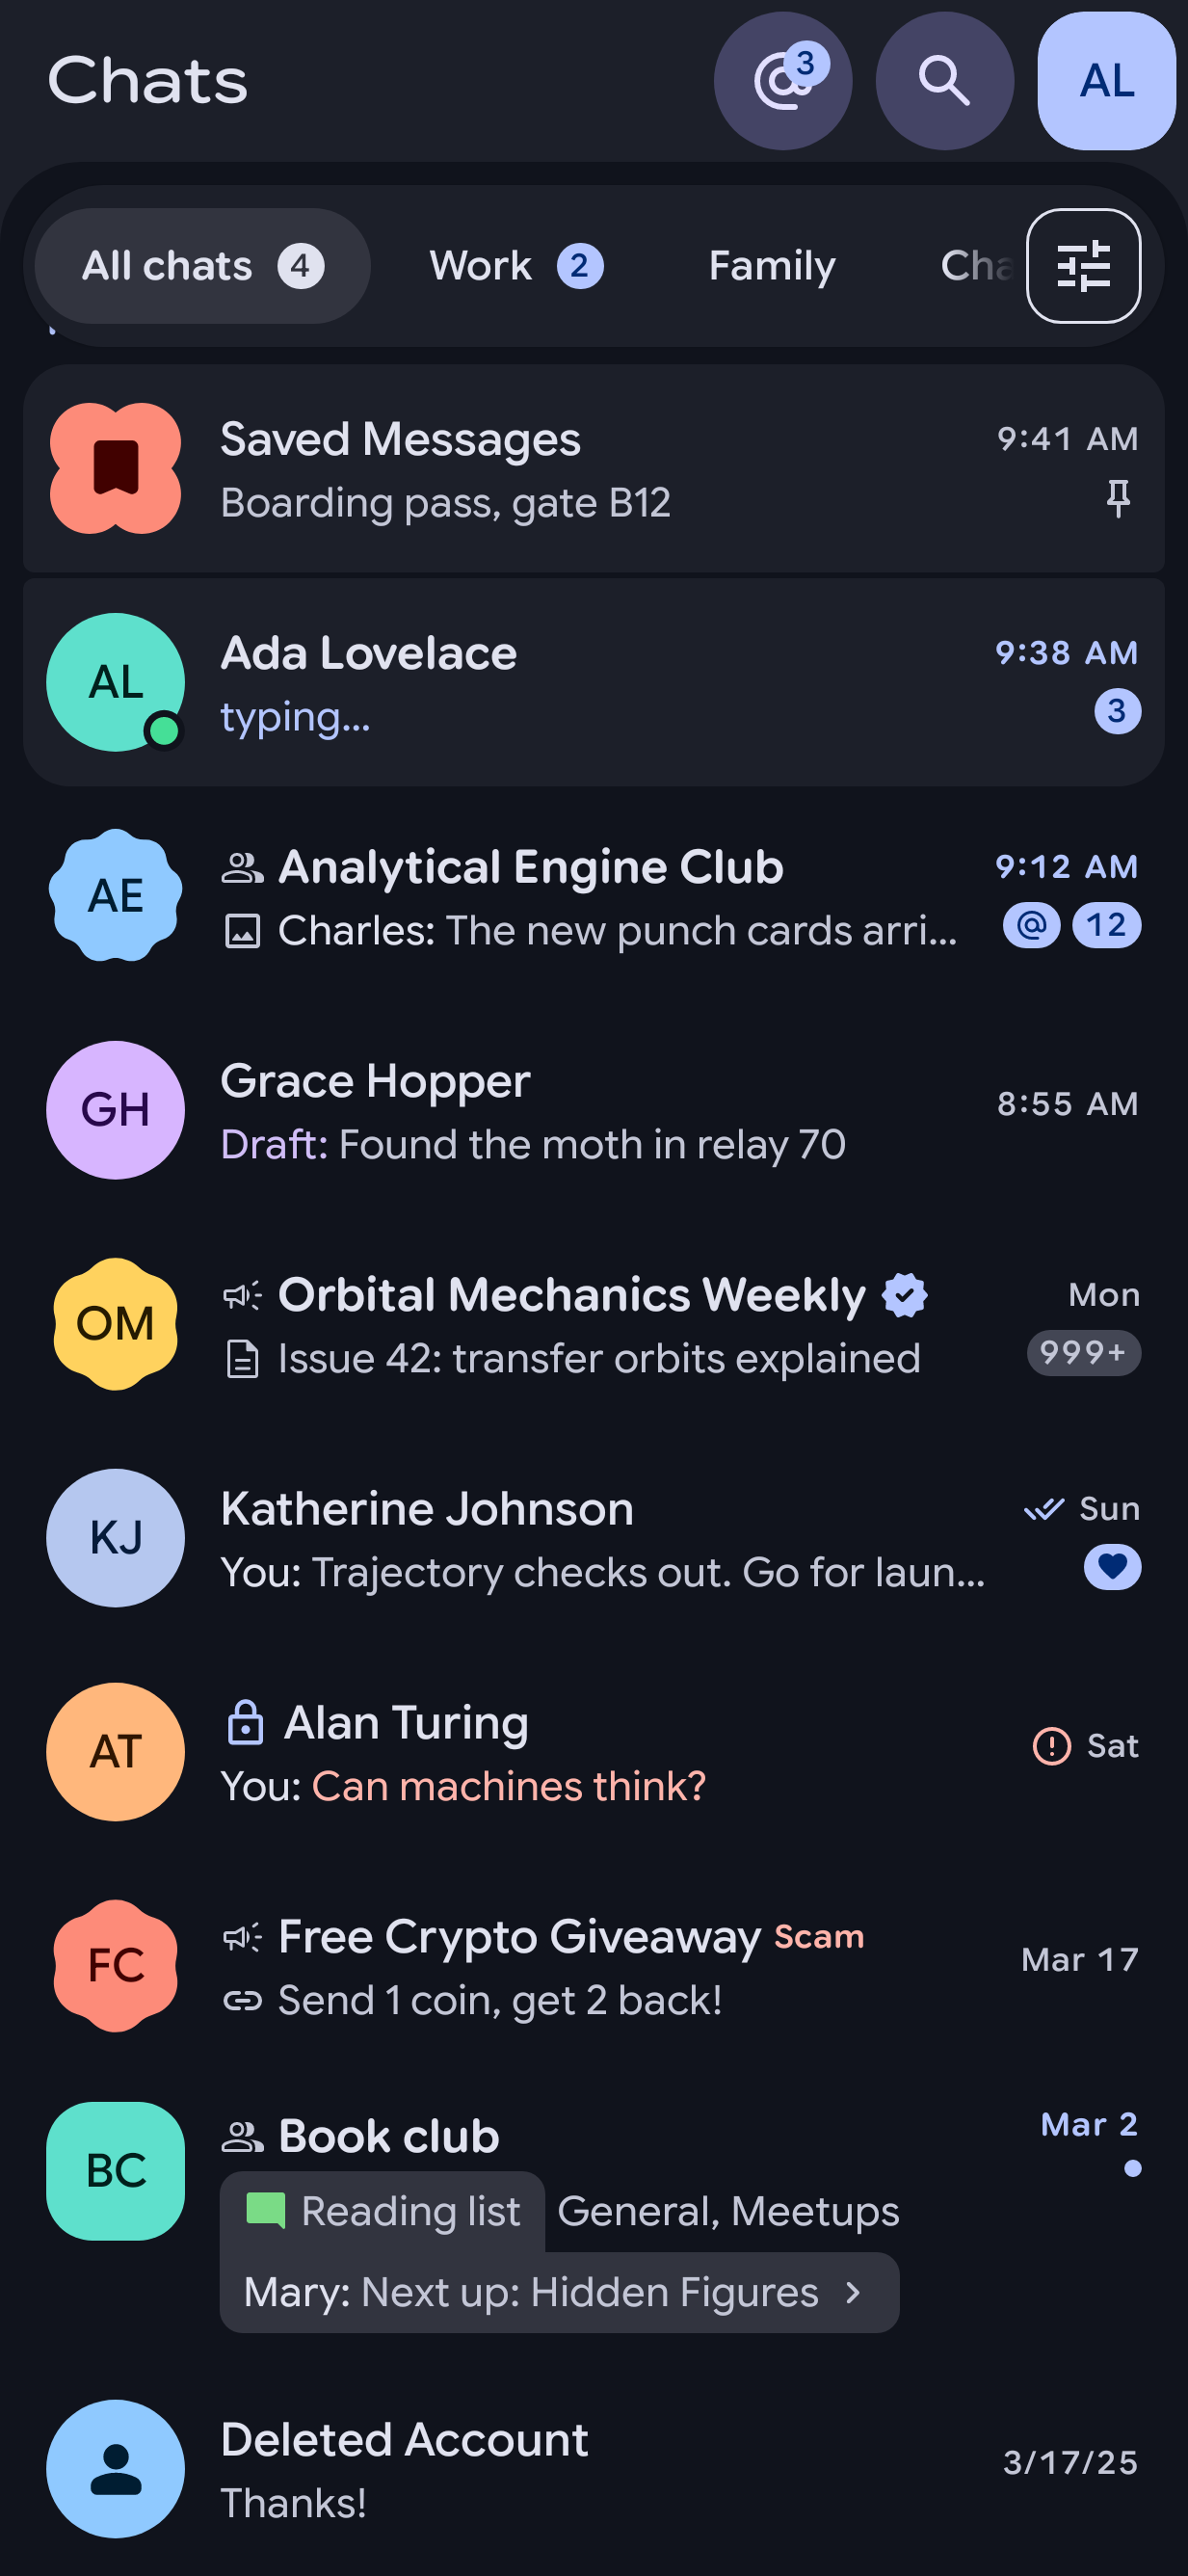 Chats
3
AL
All chats 4
Work 2
Family
Cha
Saved Messages 9:41 AM
Boarding pass, gate B12
AL
Ada Lovelace 9:38 AM
typing... 3
AE
Analytical Engine Club 9:12 AM
Charles: The new punch cards arri... @ 12
GH
Grace Hopper 8:55 AM
Draft: Found the moth in relay 70
OM
Orbital Mechanics Weekly Mon
Issue 42: transfer orbits explained 999+
KJ
Katherine Johnson Sun
You: Trajectory checks out. Go for laun...
AT
Alan Turing Sat
You: Can machines think?
FC
Free Crypto Giveaway Scam Mar 17
Send 1 coin, get 2 back!
BC
Book club Mar 2
Reading list General, Meetups
Mary: Next up: Hidden Figures
Deleted Account 3/17/25
Thanks!